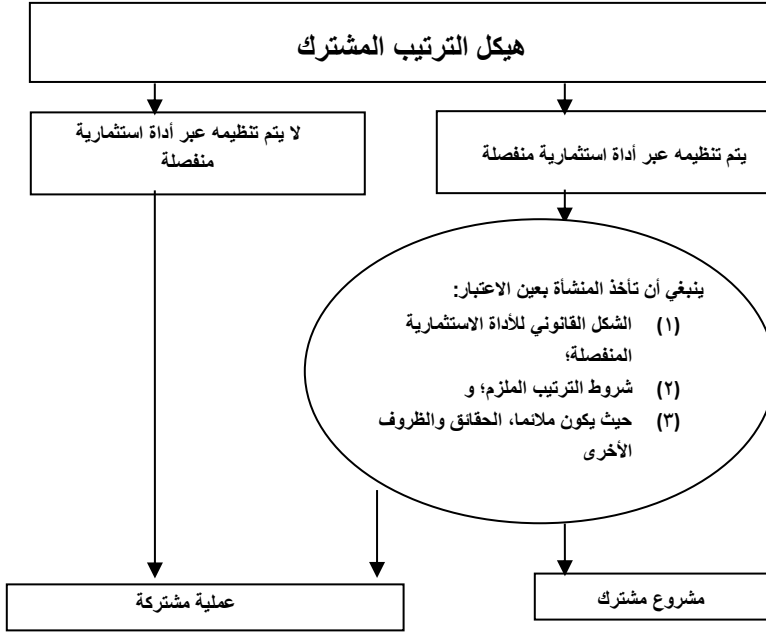 هيكل الترتيب المشترك
يتم تنظيمه عبر أداة استثمارية منفصلة
لا يتم تنظيمه عبر أداة استثمارية
منفصلة
ينبغي أن تأخذ المنشأة بعين الاعتبار:
(١) الشكل القانوني للأداة الاستثمارية
المنفصلة؛
(٢) شروط الترتيب الملزم؛ و
(٣) حيث يكون ملائما، الحقائق والظروف
الأخرى
مشروع مشترك
عملية مشتركة